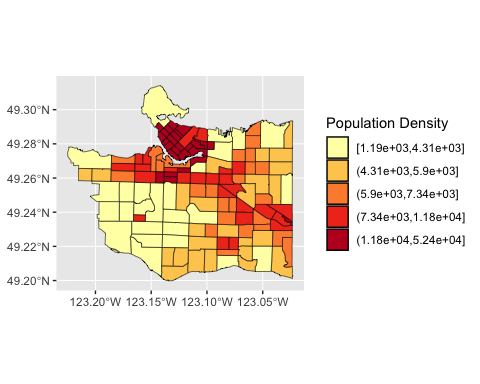 49.30°N
49.28°N
49.26°N
49.24°N
49.22°N
49.20°N
123.20°W 123.15°W 123.10°W 123.05°W
Population Density
[1.19e+03,4.31e+03]
(4.31e+03,5.9e+03]
(5.9e+03,7.34e+03]
(7.34e+03,1.18e+04]
(1.18e+04,5.24e+04]